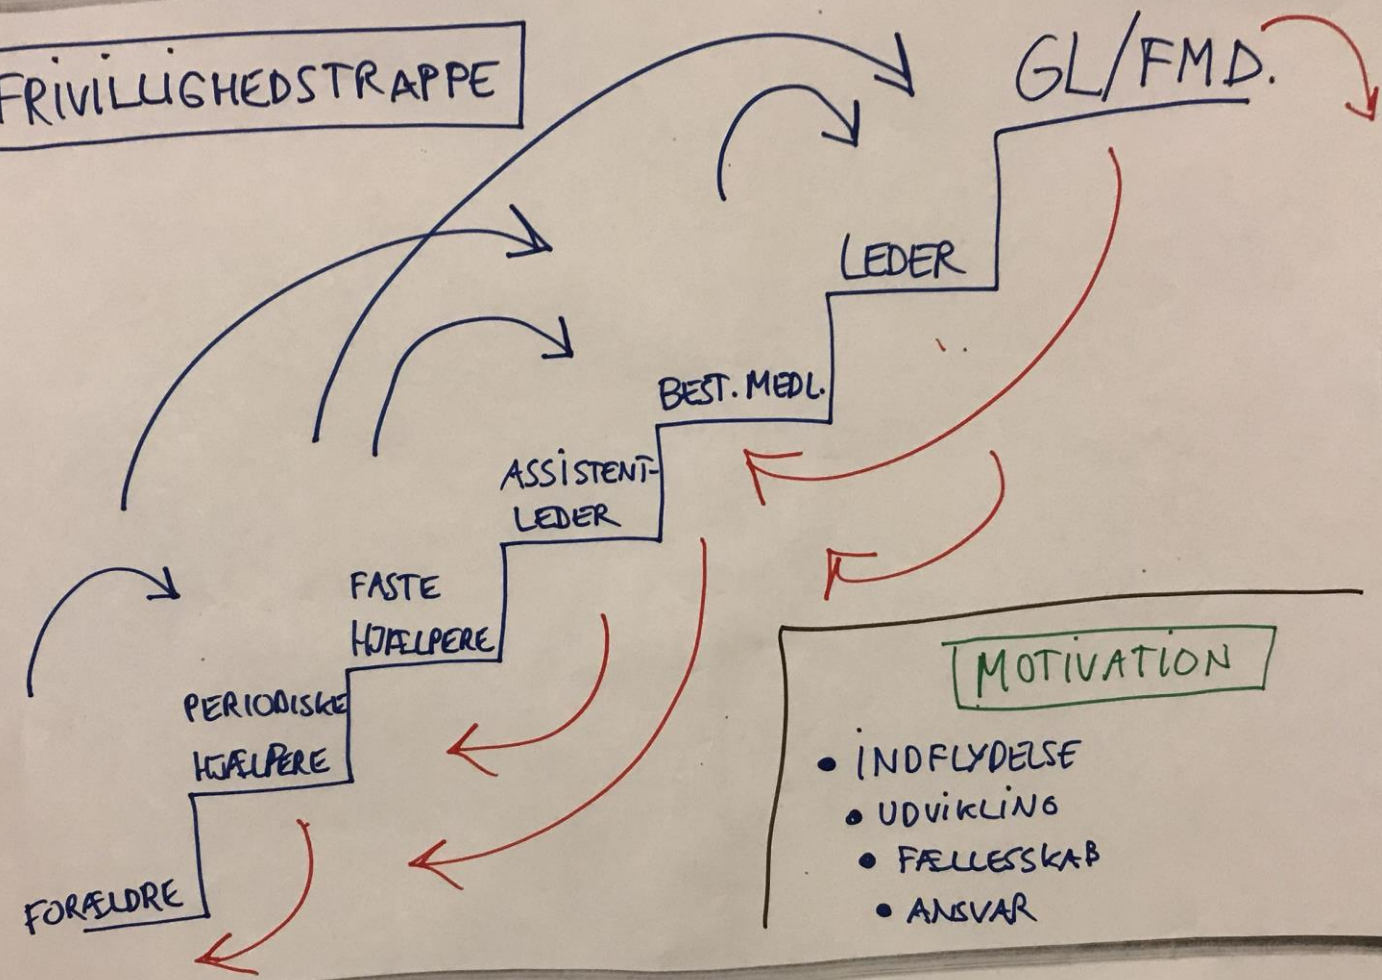 FRIVILLIGHEDSTRAPPE
GL/FMD.
LEDER
BEST. MEDL.
ASSISTENT-
LEDER
FASTE
HJÆLPERE
PERIODISKE
HJÆLPERE
FORÆLDRE
MOTIVATION
• INDFLYDELSE
• UDVIKLING
• FÆLLESSKAB
• ANSVAR